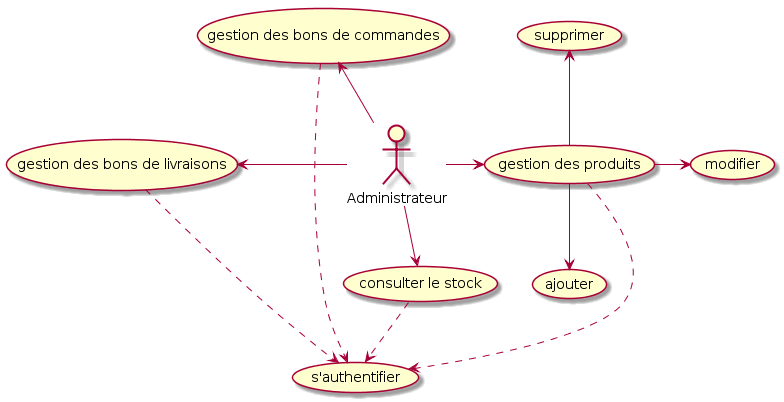 gestion des bons de commandes
supprimer
gestion des bons de livraisons
gestion des produits
modifier
Administrateur
consulter le stock
ajouter
s'authentifier